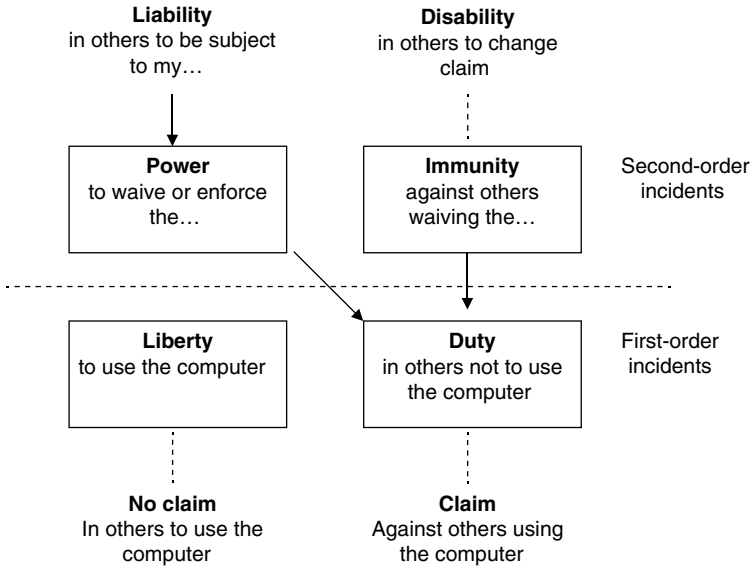 Liability
in others to be subject
to my…
Disability
in others to change
claim
Power
to waive or enforce
the…
Immunity
against others
waiving the…
Second-order
incidents
Liberty
to use the computer
Duty
in others not to use
the computer
First-order
incidents
No claim
In others to use the
computer
Claim
Against others using
the computer